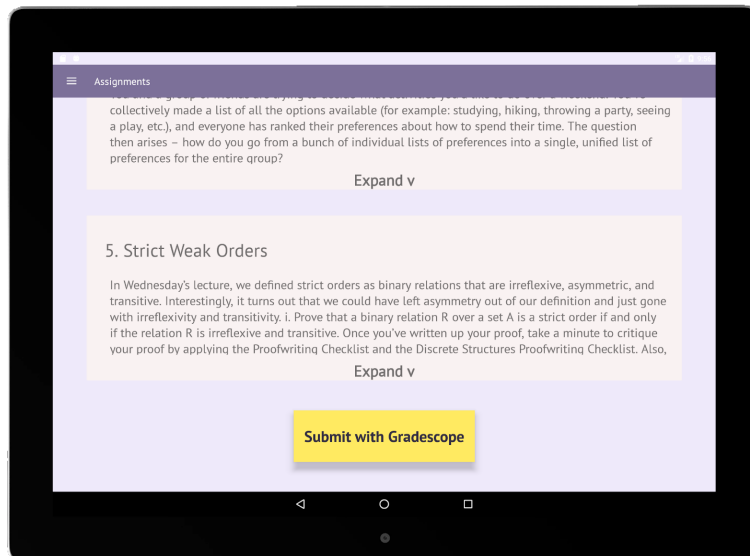 Assignments
collectively made a list of all the options available (for example: studying, hiking, throwing a party, seeing
a play, etc.), and everyone has ranked their preferences about how to spend their time. The question
then arises – how do you go from a bunch of individual lists of preferences into a single, unified list of
preferences for the entire group?
Expand v
5. Strict Weak Orders
In Wednesday's lecture, we defined strict orders as binary relations that are irreflexive, asymmetric, and
transitive. Interestingly, it turns out that we could have left asymmetry out of our definition and just gone
with irreflexivity and transitivity. i. Prove that a binary relation R over a set A is a strict order if and only
if the relation R is irreflexive and transitive. Once you've written up your proof, take a minute to critique
your proof by applying the Proofwriting Checklist and the Discrete Structures Proofwriting Checklist. Also,
Expand v
Submit with Gradescope